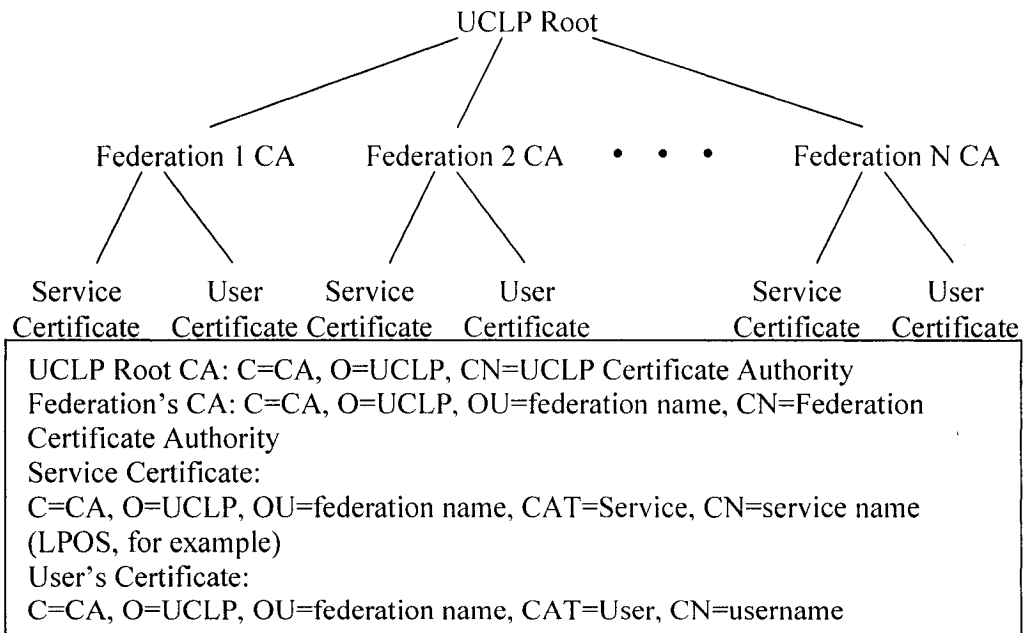 UCLP Root
Federation 1 CA Federation 2 CA • • • Federation N CA
Service User Service User Service User
Certificate Certificate Certificate Certificate Certificate Certificate
UCLP Root CA: C=CA, O=UCLP, CN=UCLP Certificate Authority
Federation's CA: C=CA, O=UCLP, OU=federation name, CN=Federation
Certificate Authority
Service Certificate:
C=CA, O=UCLP, OU=federation name, CAT=Service, CN=service name
(LPOS, for example)
User's Certificate:
C=CA, O=UCLP, OU=federation name, CAT=User, CN=username